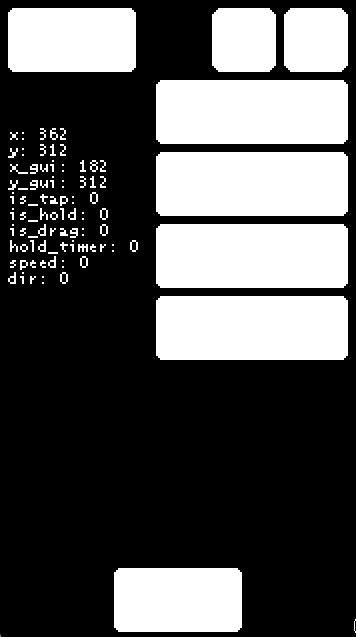 x: 362
y: 312
x_gui: 182
y_gui: 312
is_tap: 0
is_hold: 0
is_drag: 0
hold_timer: 0
speed: 0
dir: 0